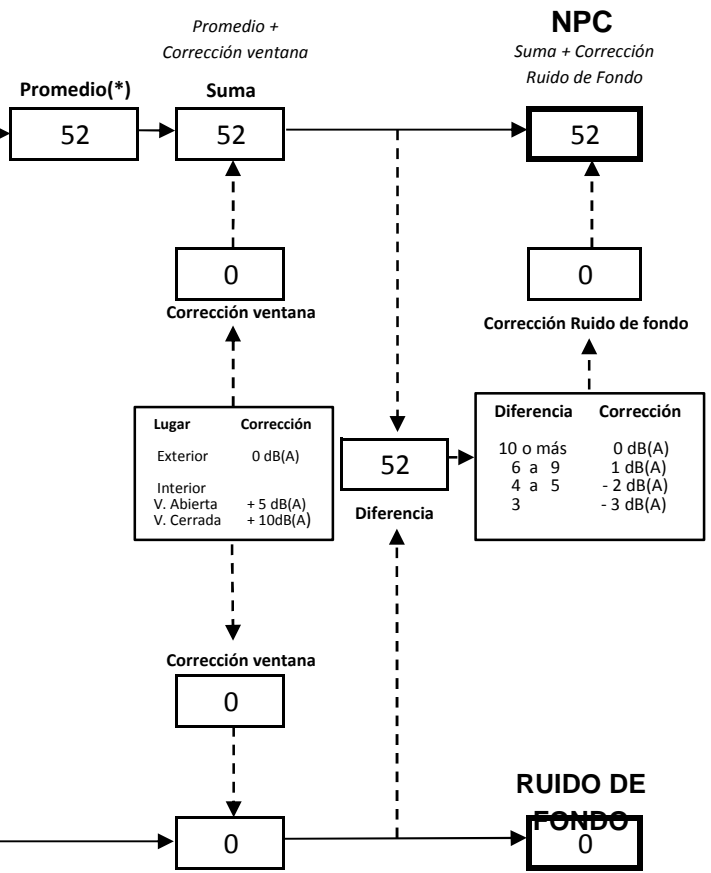 Promedio +
Corrección ventana
NPC
Suma + Corrección
Ruido de Fondo
Promedio(*)
Suma
52
52
52
0
Corrección ventana
0
Corrección Ruido de fondo
Lugar Corrección
Exterior 0 dB(A)
Interior
V. Abierta + 5 dB(A)
V. Cerrada + 10dB(A)
52
Diferencia
Diferencia Corrección
10 o más 0 dB(A)
6 a 9 1 dB(A)
4 a 5 - 2 dB(A)
3 - 3 dB(A)
Corrección ventana
0
RUIDO DE
FONDO
0
0